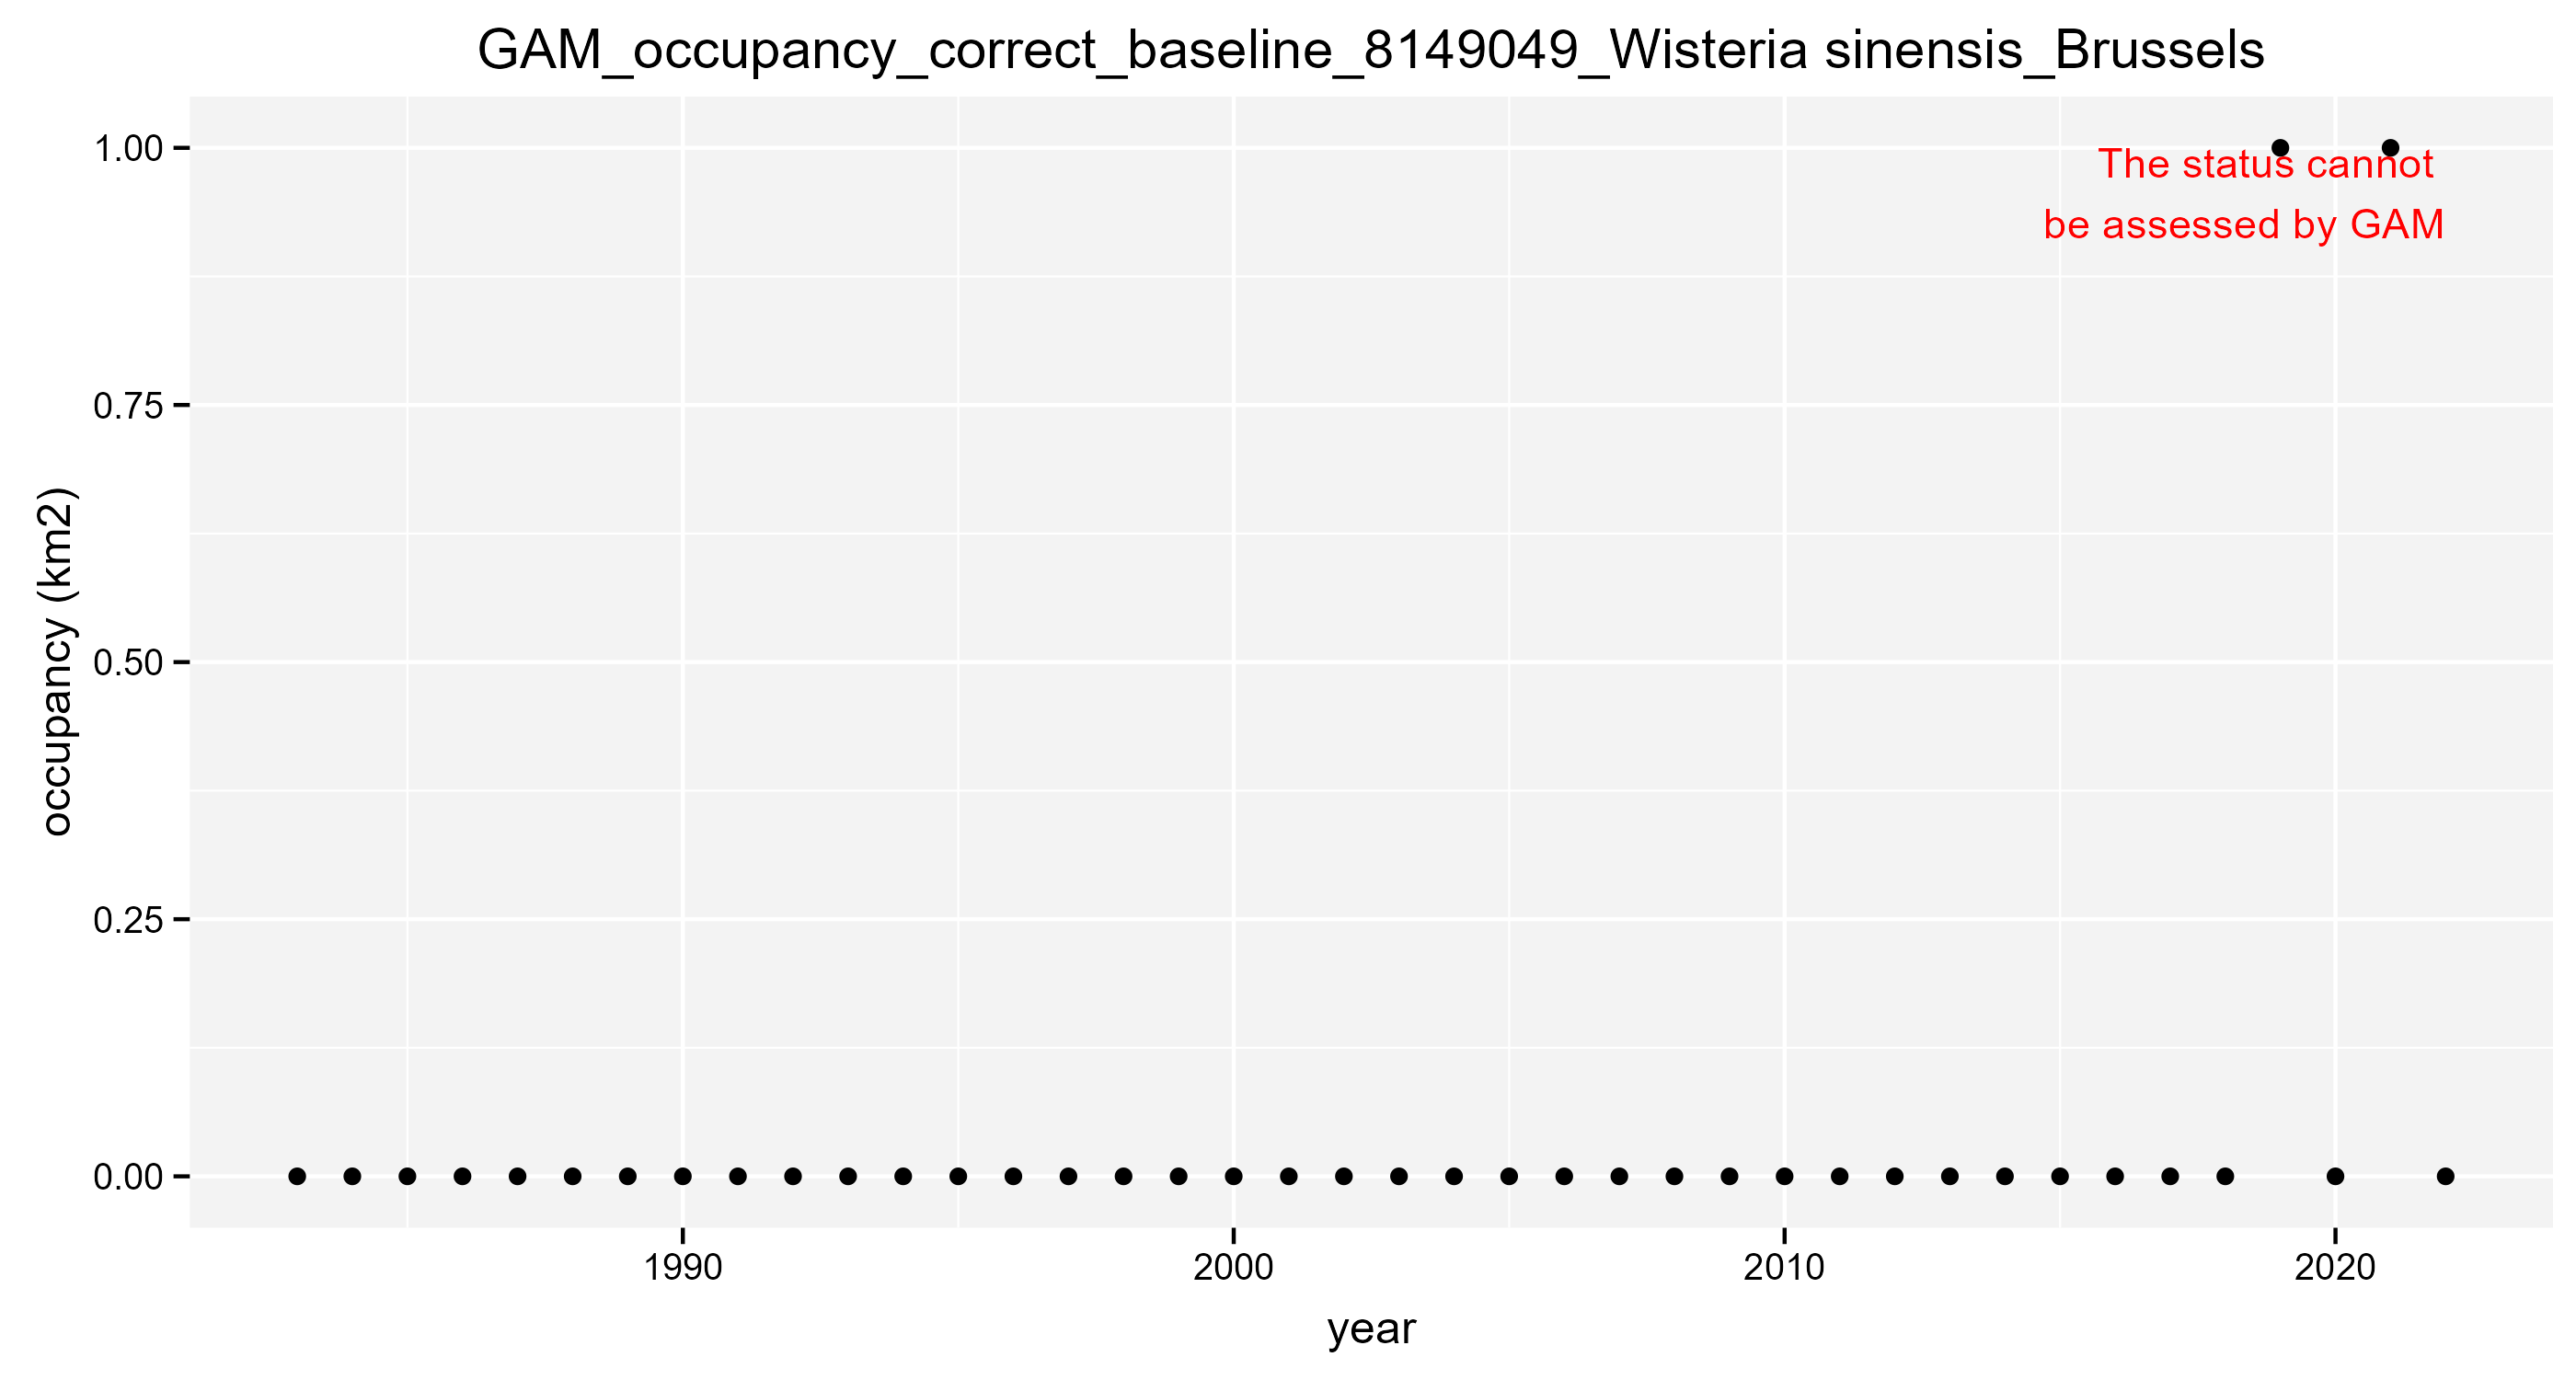 GAM_occupancy_correct_baseline_8149049_Wisteria sinensis_Brussels
1.00
The status cannot
be assessed by GAM
0.75
occupancy (km2)
0.50
0.25
0.00
1990
2000
2010
2020
year